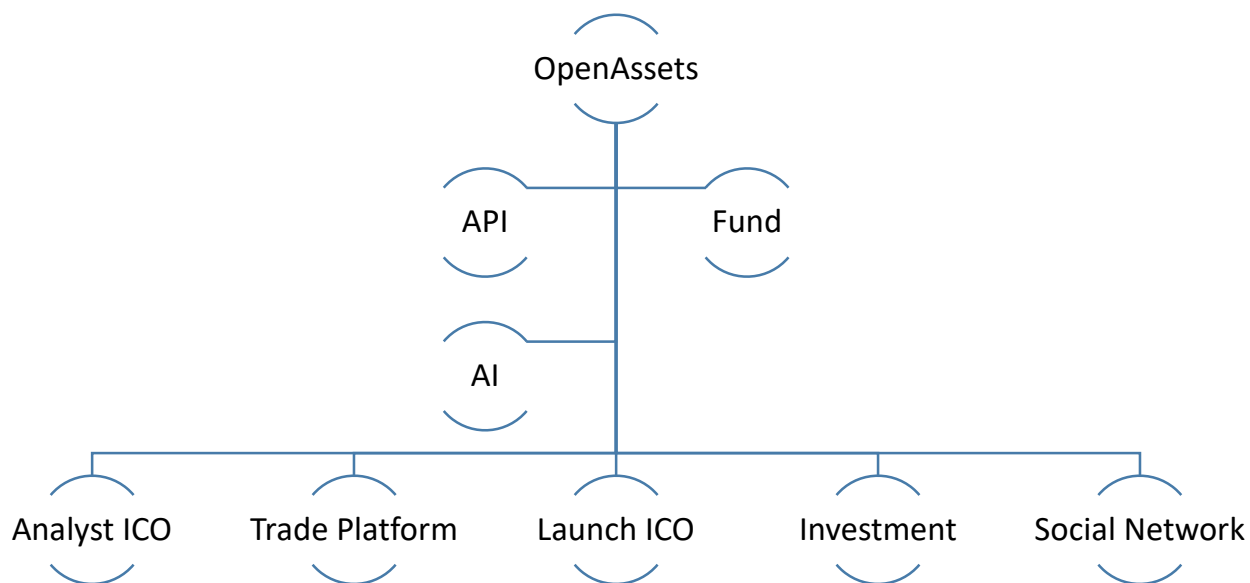 OpenAssets
API
Fund
AI
Analyst ICO
Trade Platform
Launch ICO
Investment
Social Network